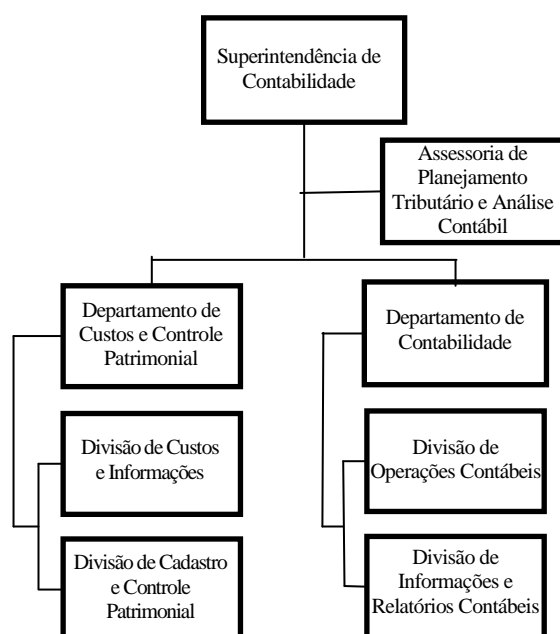 Superintendência de
Contabilidade
Assessoria de
Planejamento
Tributário e Análise
Contábil
Departamento de
Custos e Controle
Patrimonial
Departamento de
Contabilidade
Divisão de Custos
e Informações
Divisão de
Operações Contábeis
Divisão de Cadastro
e Controle
Patrimonial
Divisão de
Informações e
Relatórios Contábeis